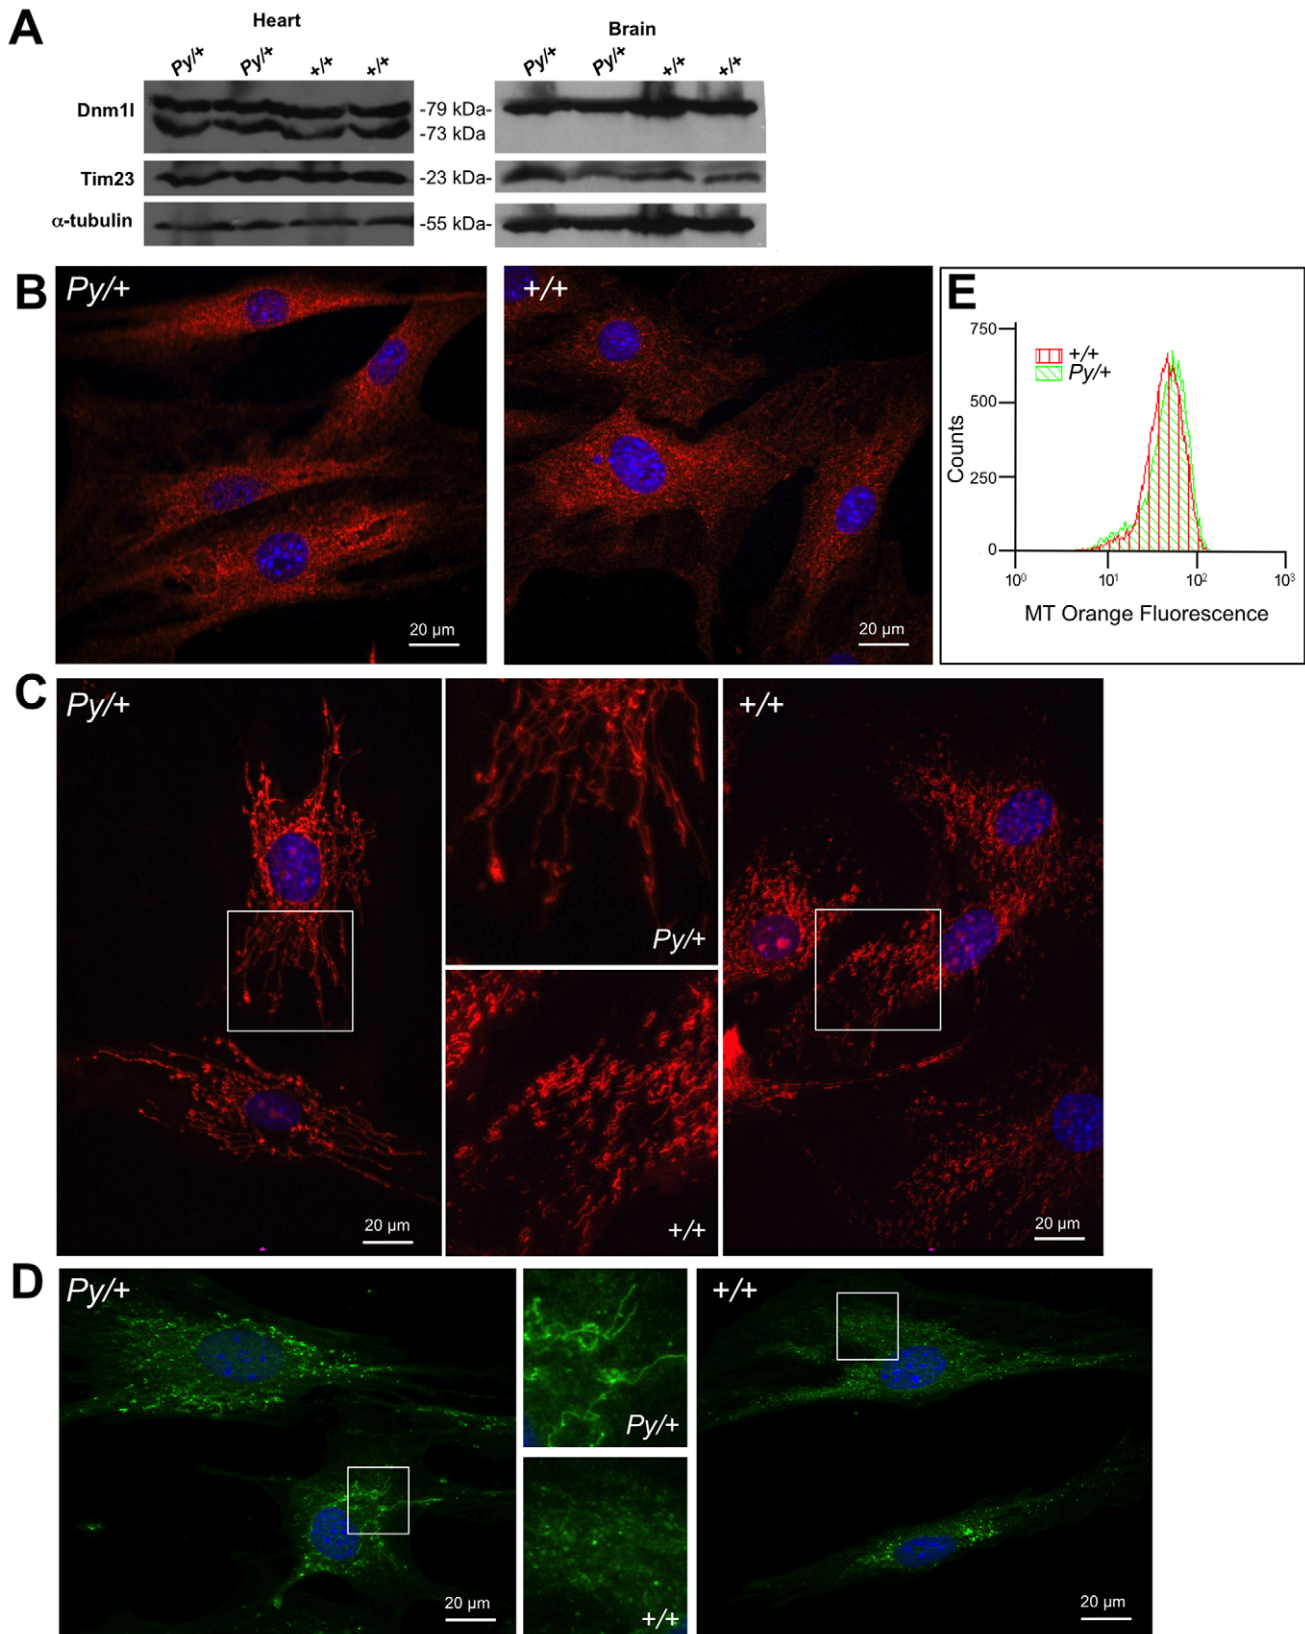 A
Heart
Brain
Py/+ Py/+ +/+ +/+
Py/+ Py/+ +/+ +/+
Dnm1l
-79 kDa-
-73 kDa
Tim23
-23 kDa-
α-tubulin
-55 kDa-
B
Py/+
20 µm
+/+
20 µm
E
750
500
250
0
Counts
+/+
Py/+
10⁰ 10¹ 10² 10³
MT Orange Fluorescence
C
Py/+
20 µm
Py/+
+/+
+/+
20 µm
D
Py/+
20 µm
Py/+
+/+
+/+
20 µm